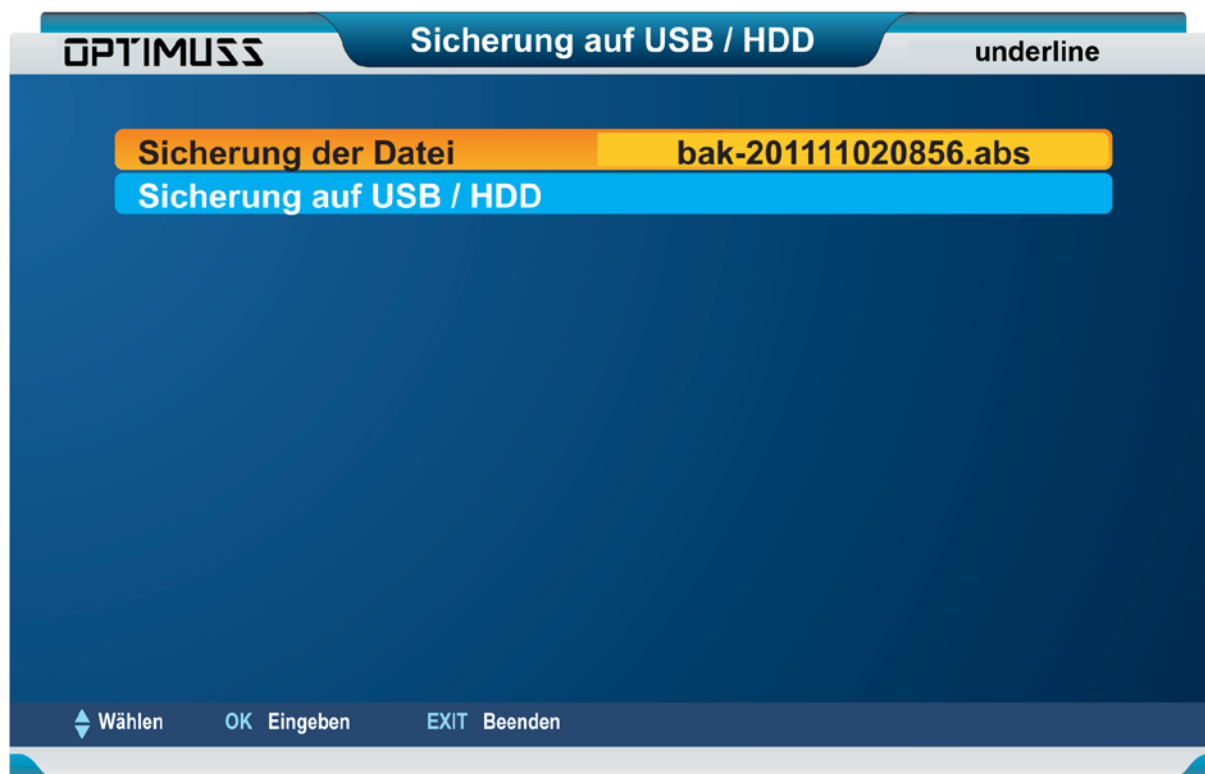 OPTIMUSS
Sicherung auf USB / HDD
underline
Sicherung der Datei bak-201111020856.abs
Sicherung auf USB / HDD
Wählen OK Eingeben EXIT Beenden